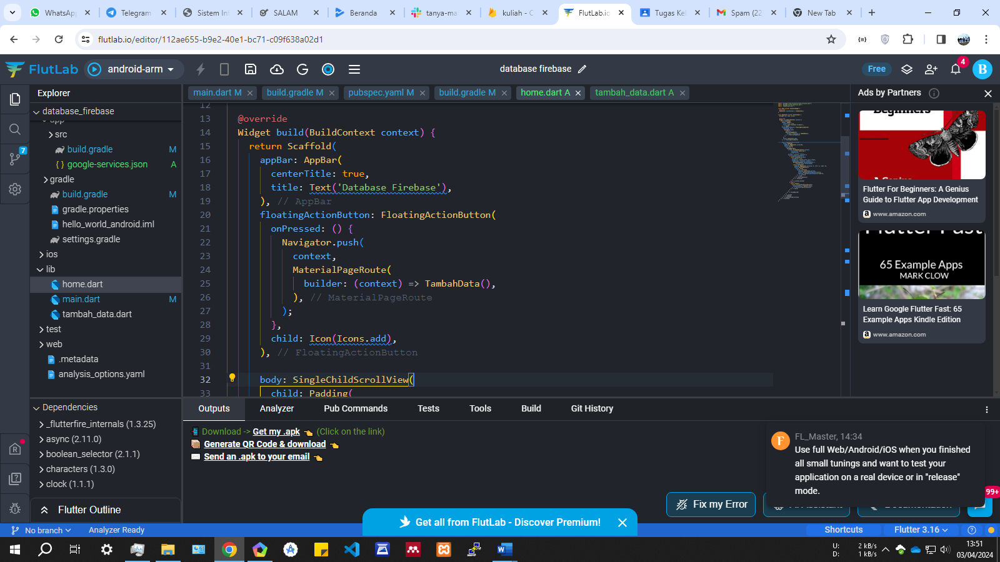 WhatsApp
Telegram
Sistem In
SALAM
Beranda
tanya-ma
kuliah - C
FlutLab.io
Tugas Kel
Spam (22
New Tab
flutlab.io/editor/112ae655-b9e2-40e1-bc71-c09f638a02d1
FlutLab
android-arm
database firebase
Free
4
B
Explorer
main.dart M
build.gradle M
pubspec.yaml M
build.gradle M
home.dart A
tambah_data.dart A
Ads by Partners
database_firebase
app
src
build.gradle M
google-services.json A
gradle
build.gradle M
gradle.properties
hello_world_android.iml
settings.gradle
ios
lib
home.dart
main.dart M
tambah_data.dart
test
web
.metadata
analysis_options.yaml
7
12
13 @override
14 Widget build(BuildContext context) {
15 return Scaffold(
16 appBar: AppBar(
17 centerTitle: true,
18 title: Text('Database Firebase'),
19 ), // AppBar
20 floatingActionButton: FloatingActionButton(
21 onPressed: () {
22 Navigator.push(
23 context,
24 MaterialPageRoute(
25 builder: (context) => TambahData(),
26 ), // MaterialPageRoute
27 );
28 },
29 child: Icon(Icons.add),
30 ), // FloatingActionButton
31
32 body: SingleChildScrollView(
33 child: Padding(
Beginners
Flutter For Beginners: A Genius
Guide to Flutter App Development
www.amazon.com
Flutter Fast
65 Example Apps
MARK CLOW
Learn Google Flutter Fast: 65
Example Apps Kindle Edition
www.amazon.com
Dependencies
_flutterfire_internals (1.3.25)
async (2.11.0)
boolean_selector (2.1.1)
characters (1.3.0)
clock (1.1.1)
Flutter Outline
Outputs
Analyzer
Pub Commands
Tests
Tools
Build
Git History
Download -> Get my .apk (Click on the link)
Generate QR Code & download
Send an .apk to your email
F
FL_Master, 14:34
Use full Web/Android/iOS when you finished
all small tunings and want to test your
application on a real device or in "release"
mode.
99+
Fix my Error
Get all from FlutLab - Discover Premium!
No branch
Analyzer Ready
Shortcuts
Flutter 3.16
U: 2 kB/s
D: 1 kB/s
13:51
03/04/2024